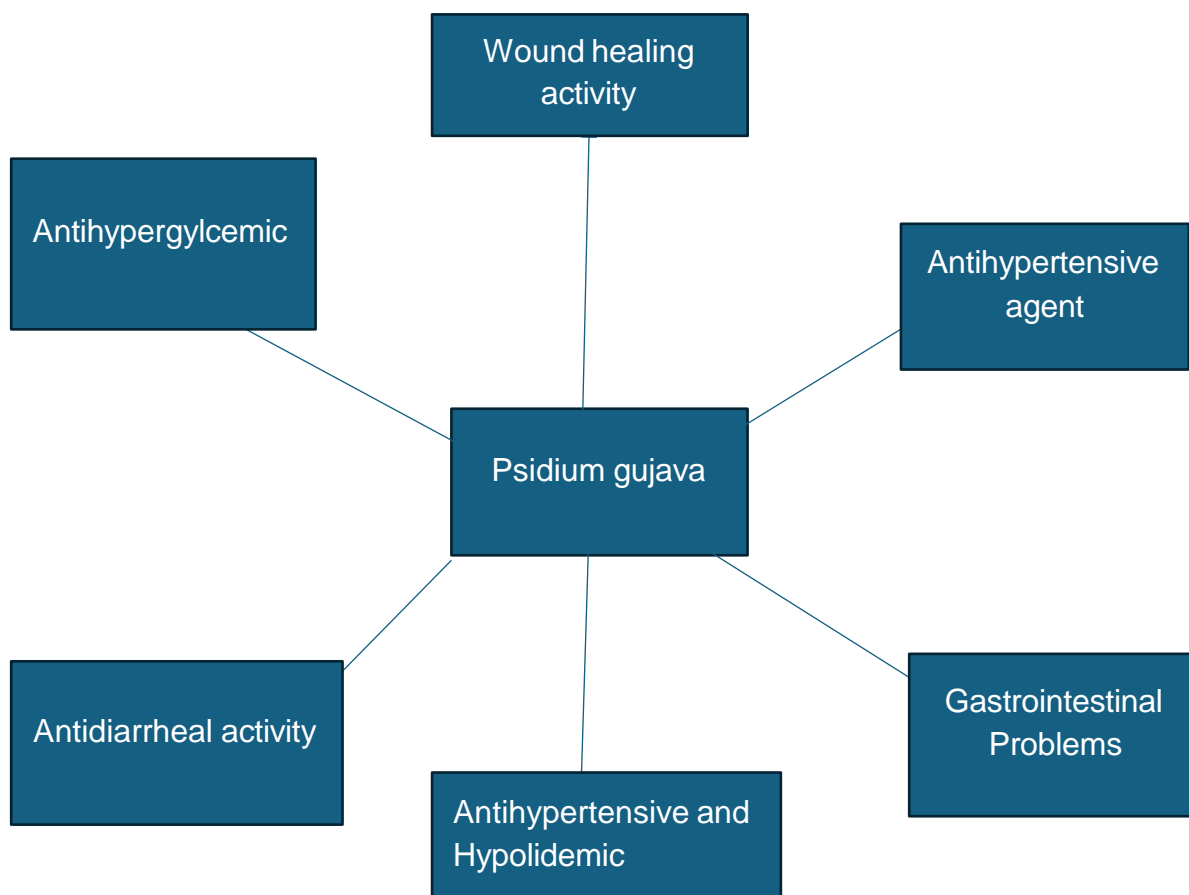 Wound healing
activity
Antihypergylcemic
Antihypertensive
agent
Psidium gujava
Antidiarrheal activity
Gastrointestinal
Problems
Antihypertensive and
Hypolidemic